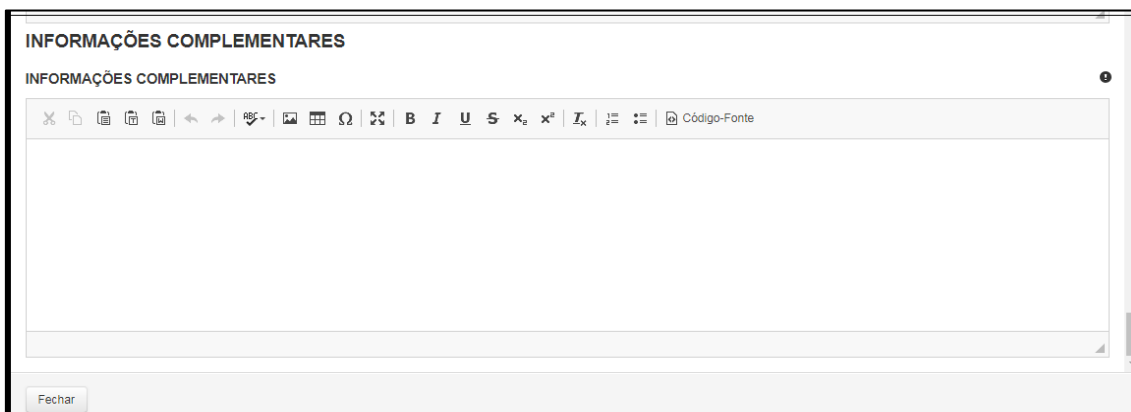 INFORMAÇÕES COMPLEMENTARES
INFORMAÇÕES COMPLEMENTARES
Código-Fonte
Fechar